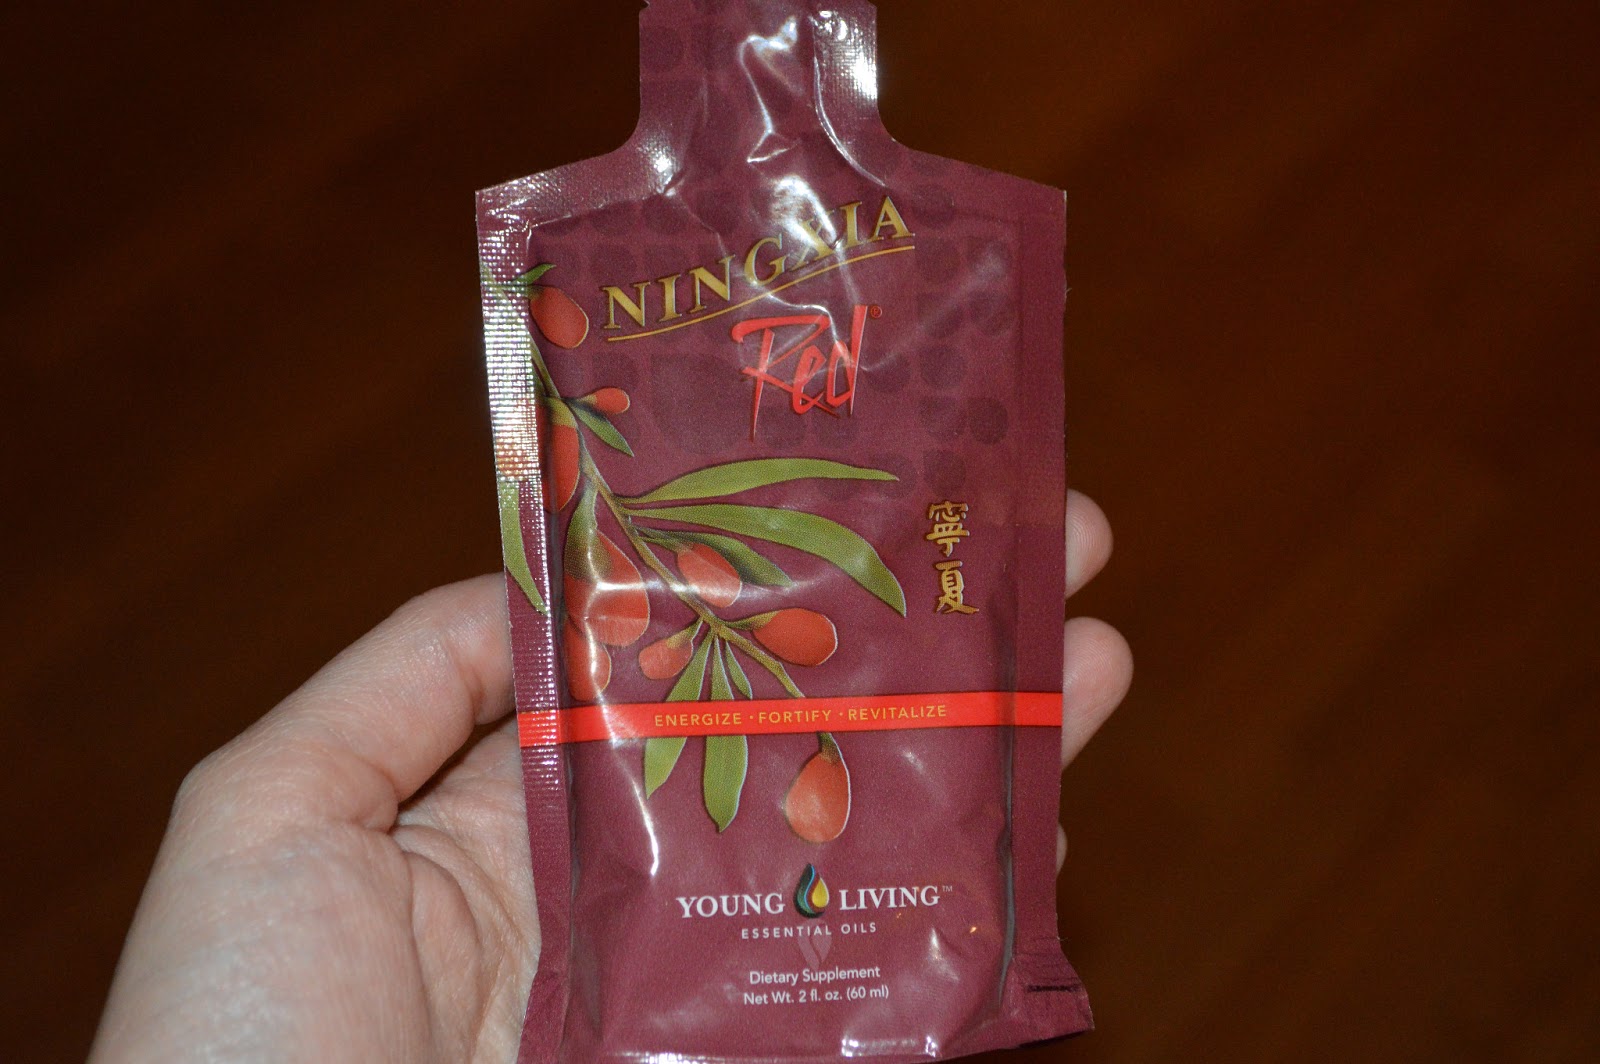 NINGXIA
Red®
寧
夏
ENERGIZE · FORTIFY · REVITALIZE
YOUNG LIVING™
ESSENTIAL OILS
Dietary Supplement
Net Wt. 2 fl. oz. (60 ml)